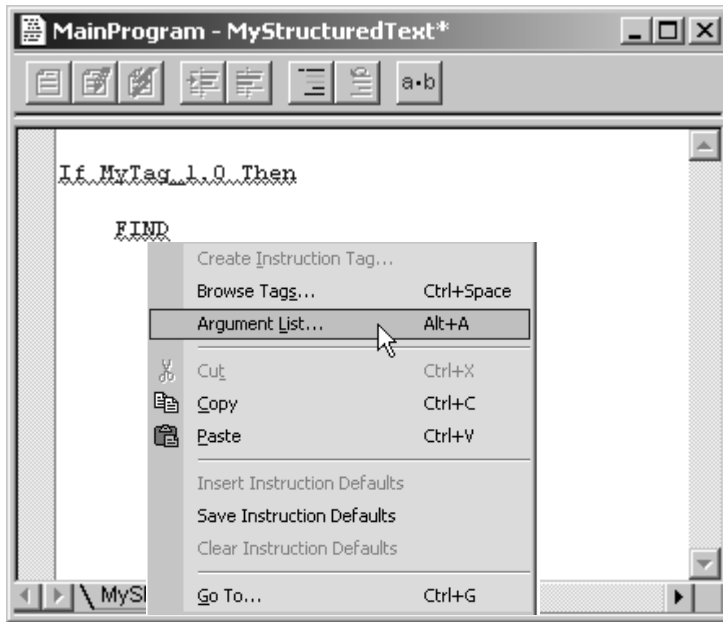 MainProgram - MyStructuredText*
a•b
If MyTag_1.0 Then
FIND
Create Instruction Tag...
Browse Tags... Ctrl+Space
Argument List... Alt+A
Cut Ctrl+X
Copy Ctrl+C
Paste Ctrl+V
Insert Instruction Defaults
Save Instruction Defaults
Clear Instruction Defaults
Go To... Ctrl+G